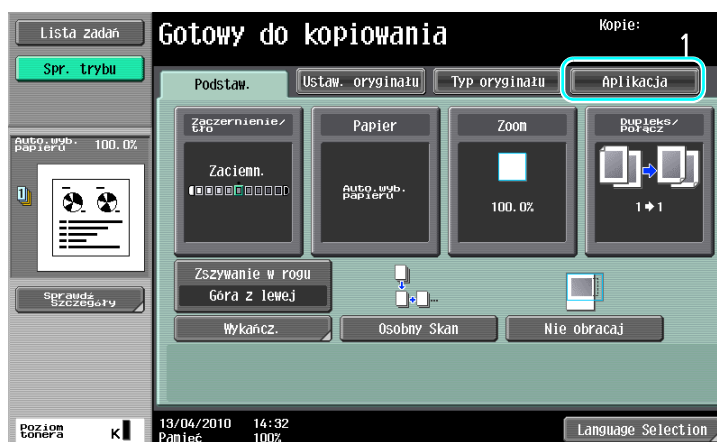 Lista zadań
Gotowy do kopiowania
Kopie:
1
Spr. trybu
Podstaw.
Ustaw. oryginału
Typ oryginału
Aplikacja
Auto.wyb.
papieru
100.0%
Zaczernienie/
tło
Papier
Zoom
Dupleks/
Połącz
Zaciemn.
Auto.wyb.
papieru
100.0%
1 → 1
1
Sprawdź
Szczegóły
Zszywanie w rogu
Góra z lewej
Wykańcz.
Osobny Skan
Nie obracaj
Poziom
tonera
K
13/04/2010 14:32
Pamięć 100%
Language Selection